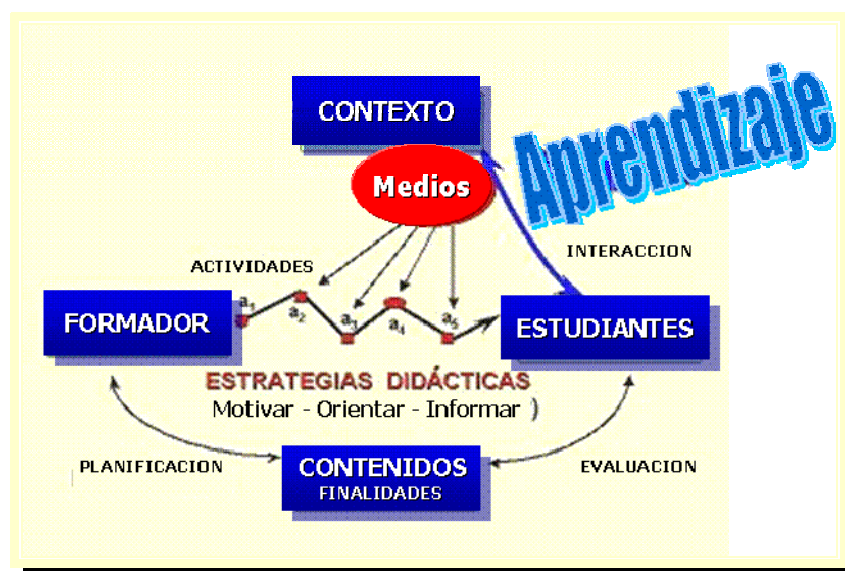 CONTEXTO
Aprendizaje
Medios
INTERACCION
ACTIVIDADES
a1
a2
a3
a4
a5
FORMADOR
ESTUDIANTES
ESTRATEGIAS DIDÁCTICAS
Motivar - Orientar - Informar )
PLANIFICACION
CONTENIDOS
FINALIDADES
EVALUACION